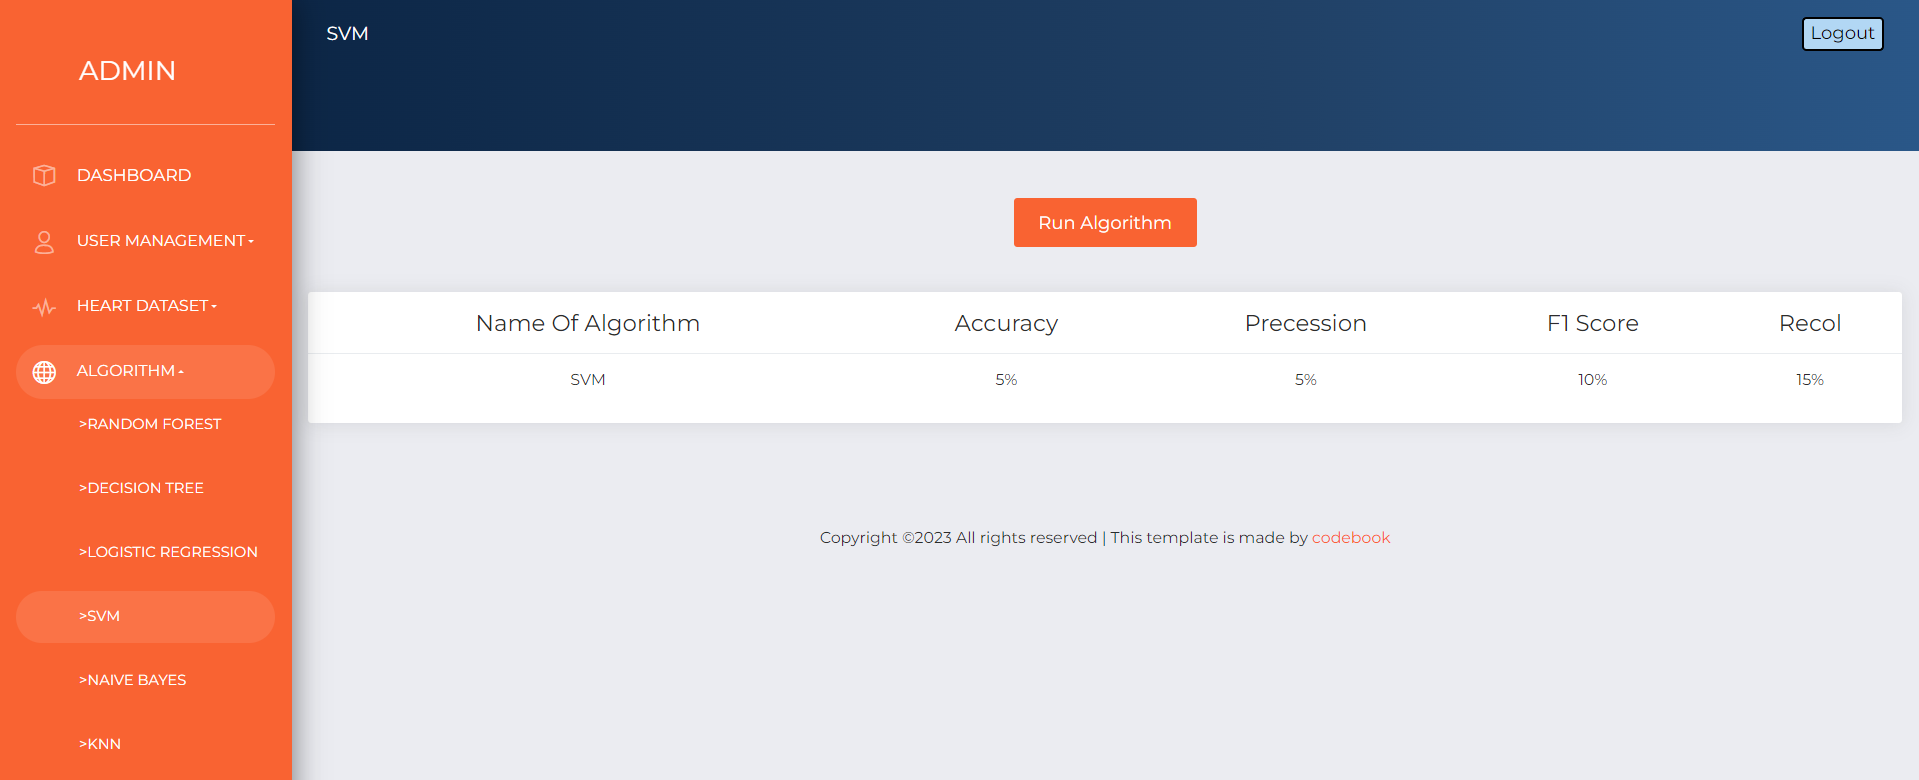 ADMIN
DASHBOARD
USER MANAGEMENT
HEART DATASET
ALGORITHM
>RANDOM FOREST
>DECISION TREE
>LOGISTIC REGRESSION
>SVM
>NAIVE BAYES
>KNN
SVM
Logout
Run Algorithm
Name Of Algorithm Accuracy Precession F1 Score Recol
SVM 5% 5% 10% 15%
Copyright ©2023 All rights reserved | This template is made by codebook